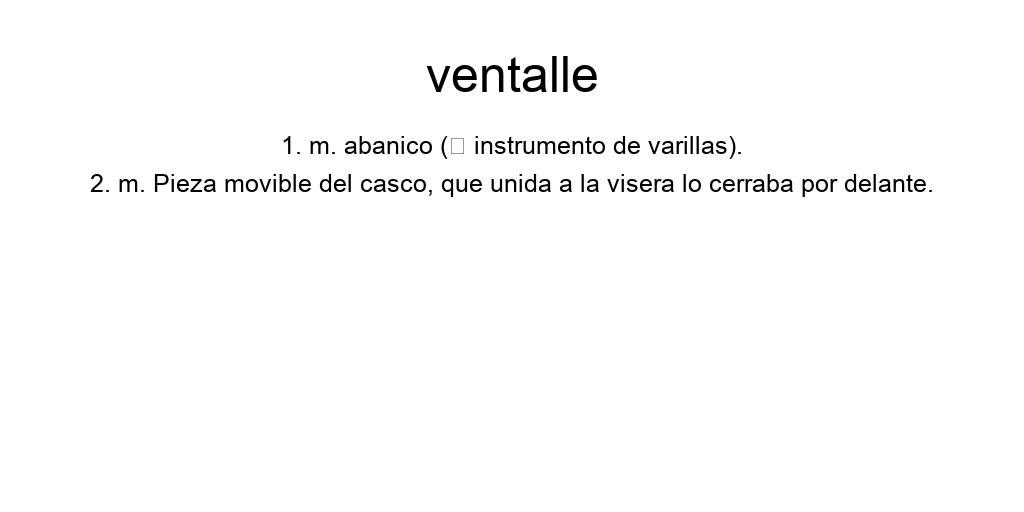 ventalle
1. m. abanico (▯ instrumento de varillas).
2. m. Pieza movible del casco, que unida a la visera lo cerraba por delante.